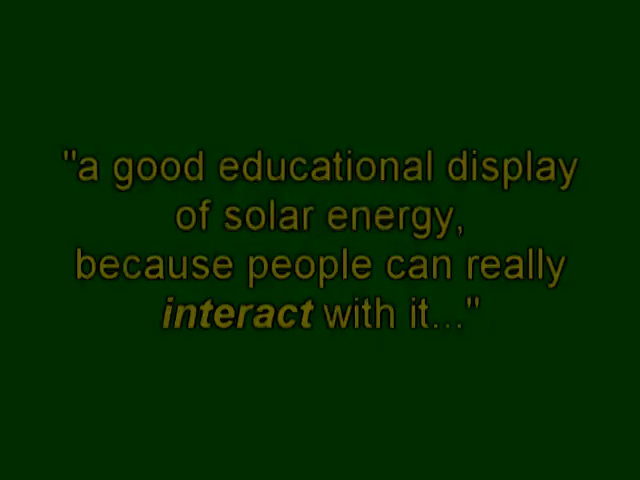 "a good educational display
of solar energy,
because people can really
interact with it..."